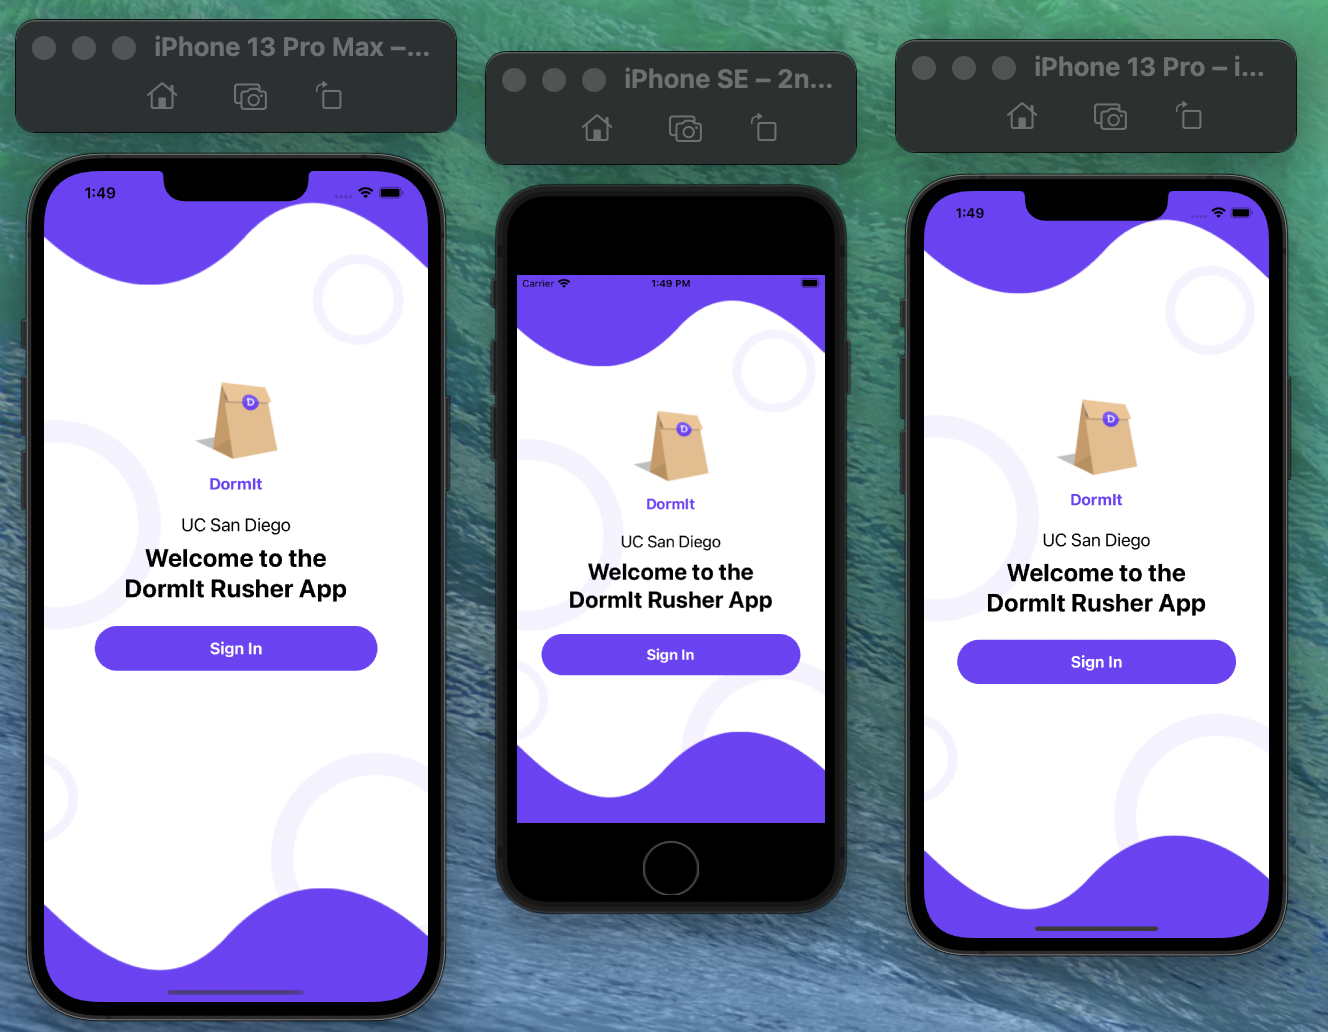 iPhone 13 Pro Max –...
1:49
D
DormIt
UC San Diego
Welcome to the
DormIt Rusher App
Sign In
iPhone SE – 2n...
Carrier
1:49 PM
D
DormIt
UC San Diego
Welcome to the
DormIt Rusher App
Sign In
iPhone 13 Pro – i...
1:49
D
DormIt
UC San Diego
Welcome to the
DormIt Rusher App
Sign In